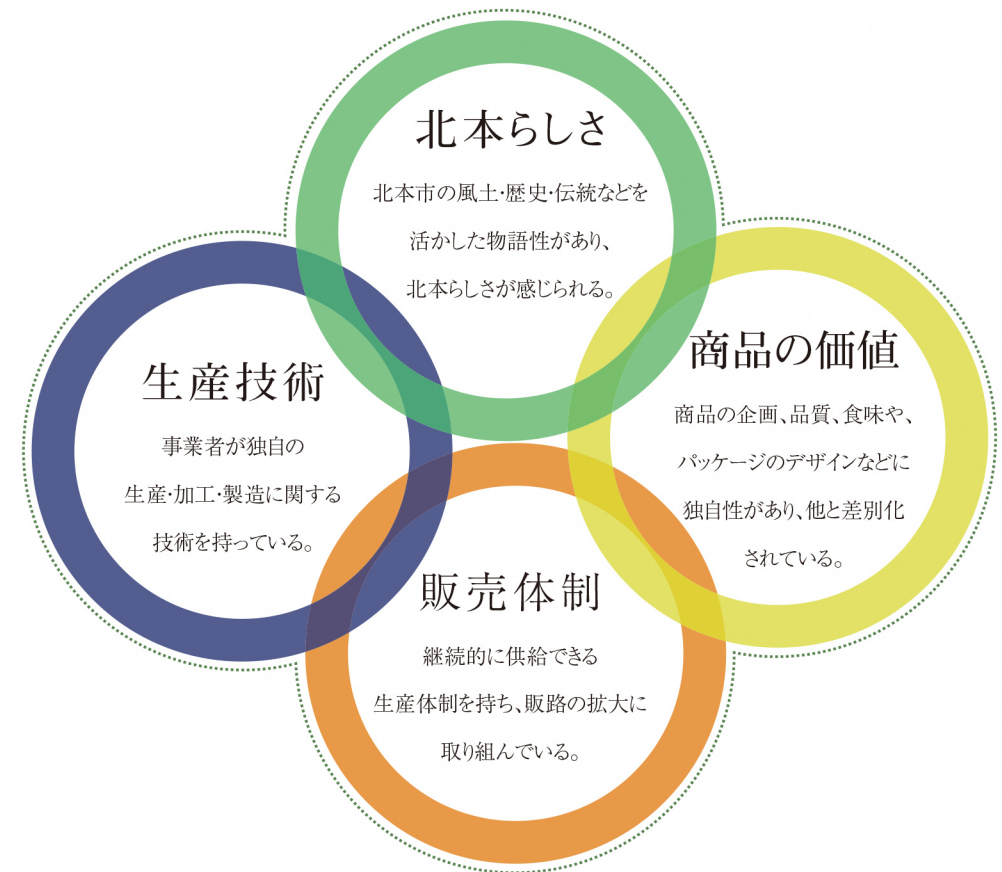 北本らしさ
北本市の風土･歴史･伝統などを
活かした物語性があり、
北本らしさが感じられる。
生産技術
事業者が独自の
生産･加工･製造に関する
技術を持っている。
商品の価値
商品の企画、品質、食味や、
パッケージのデザインなどに
独自性があり、他と差別化
されている。
販売体制
継続的に供給できる
生産体制を持ち、販路の拡大に
取り組んでいる。